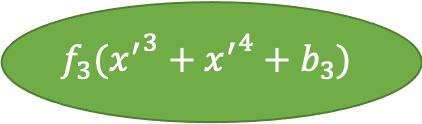 f₃(x′³ + x′⁴ + b₃)